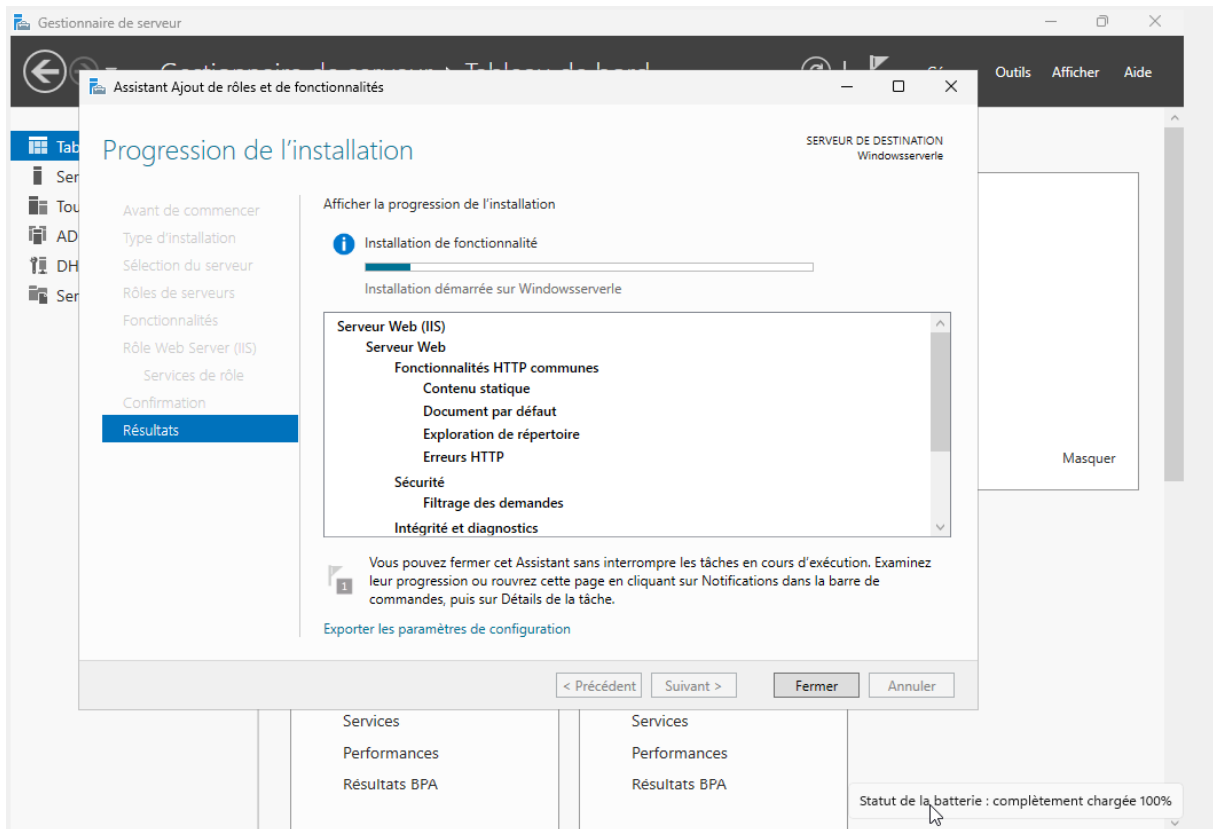 Gestionnaire de serveur
Gestionnaire de serveur Tableau de bord
Outils Afficher Aide
Assistant Ajout de rôles et de fonctionnalités
Progression de l’installation
SERVEUR DE DESTINATION
Windowsserverle
Tab
Ser
Tou
AD
DH
Ser
Avant de commencer
Type d’installation
Sélection du serveur
Rôles de serveurs
Fonctionnalités
Rôle Web Server (IIS)
Services de rôle
Confirmation
Résultats
Afficher la progression de l’installation
Installation de fonctionnalité
Installation démarrée sur Windowsserverle
Serveur Web (IIS)
Serveur Web
Fonctionnalités HTTP communes
Contenu statique
Document par défaut
Exploration de répertoire
Erreurs HTTP
Sécurité
Filtrage des demandes
Intégrité et diagnostics
1
Vous pouvez fermer cet Assistant sans interrompre les tâches en cours d’exécution. Examinez
leur progression ou rouvrez cette page en cliquant sur Notifications dans la barre de
commandes, puis sur Détails de la tâche.
Exporter les paramètres de configuration
< Précédent
Suivant >
Fermer
Annuler
Masquer
Services
Performances
Résultats BPA
Services
Performances
Résultats BPA
Statut de la batterie : complètement chargée 100%